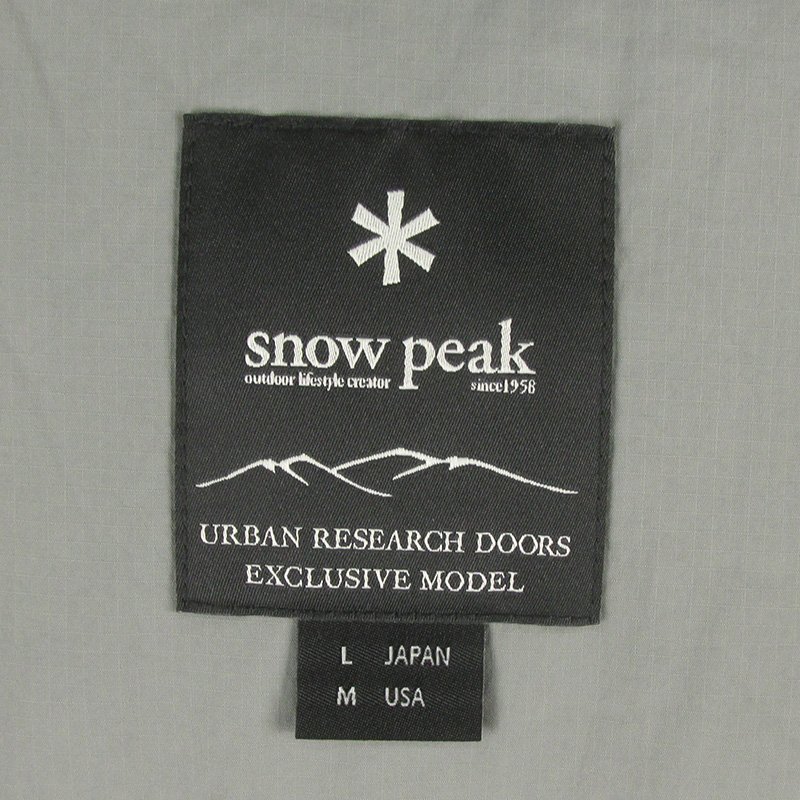 snow peak
outdoor lifestyle creator since1958
URBAN RESEARCH DOORS
EXCLUSIVE MODEL
L JAPAN
M USA